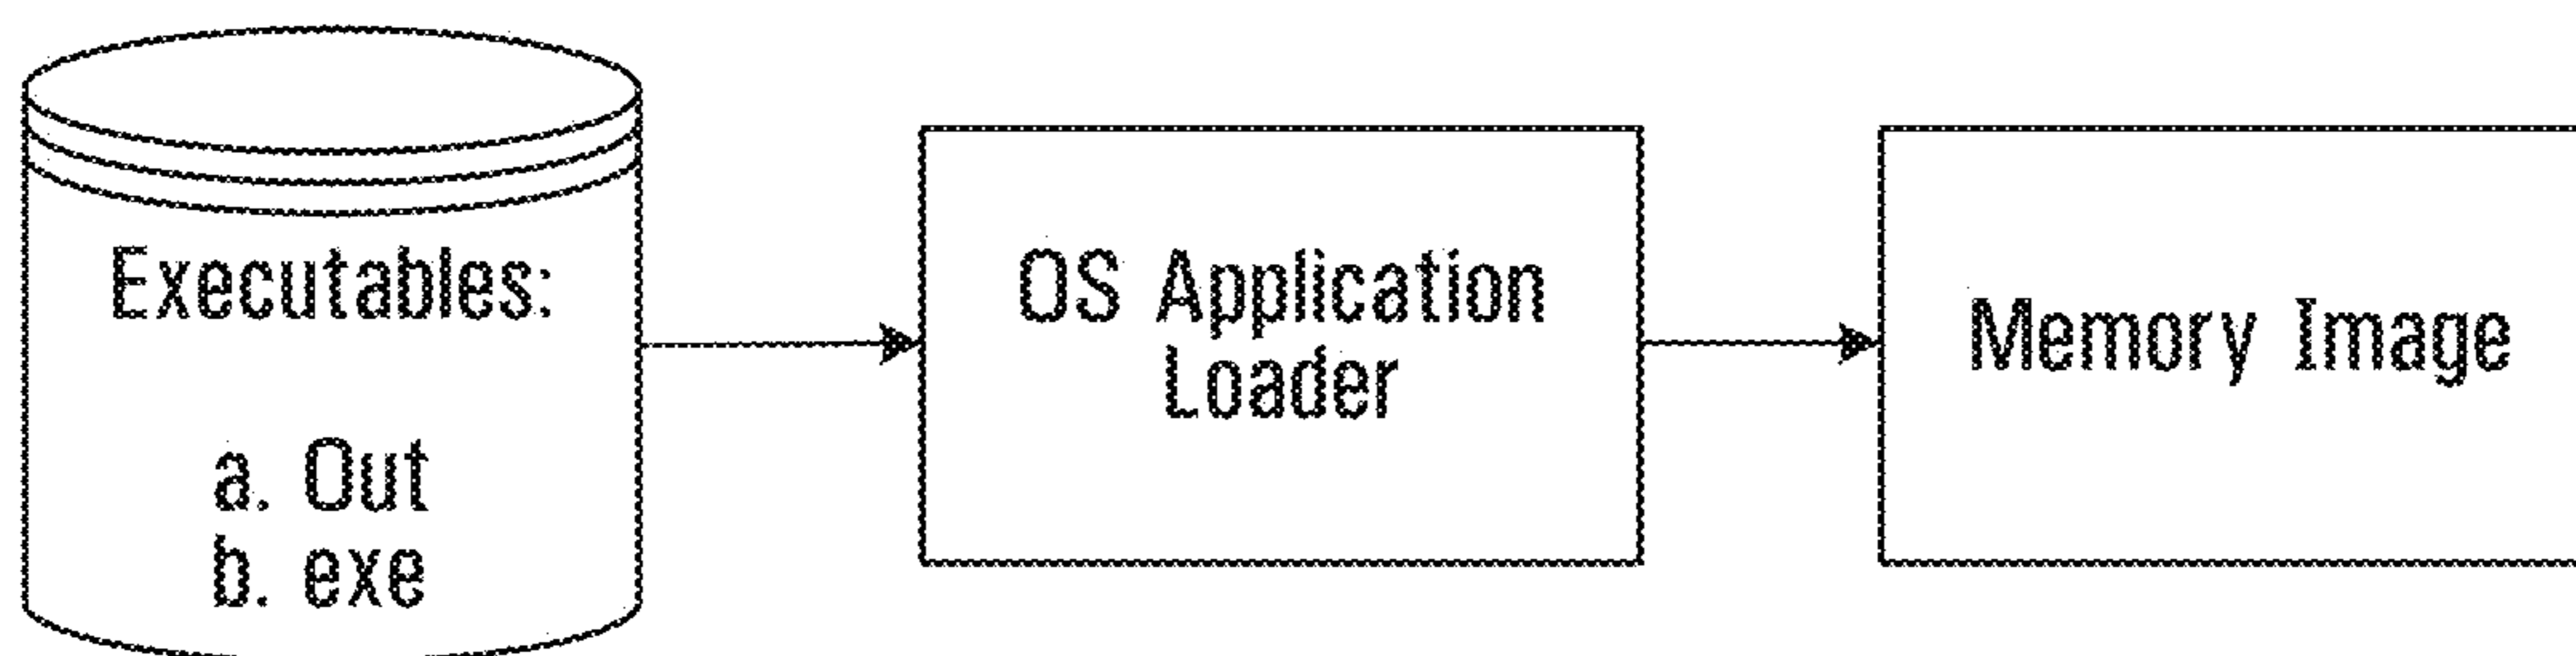 Executables:
a. Out
b. exe
OS Application
Loader
Memory Image